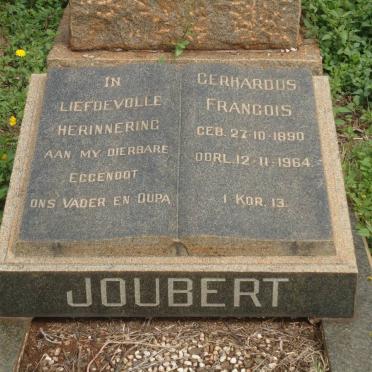 IN
LIEFDEVOLLE
HERINNERING
AAN MY DIERBARE
EGGENOOT
ONS VADER EN OUPA
GERHARDUS
FRANCOIS
GEB. 27-10-1890
OORL. 12-11-1964.
1 KOR. 13.
JOUBERT